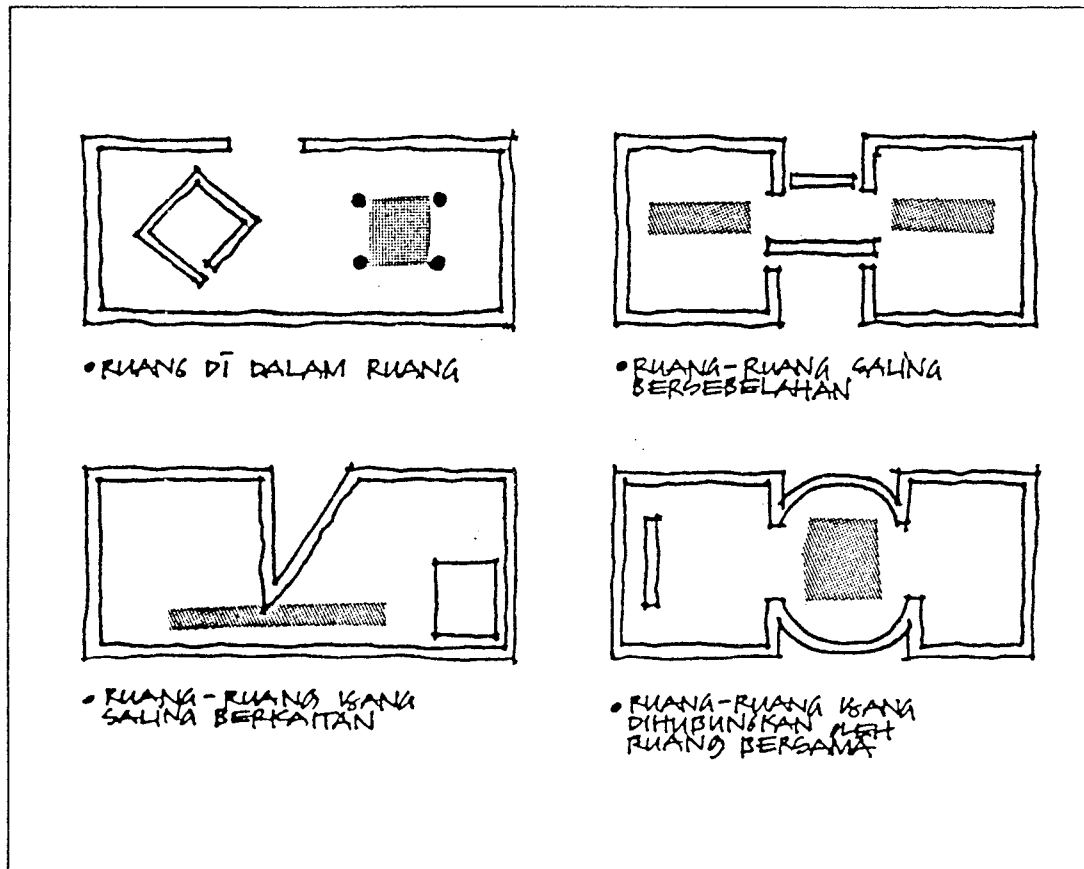 • RUANG DI DALAM RUANG
• RUANG-RUANG SALING
BERSEBELAHAN
• RUANG-RUANG YANG
SALING BERKAITAN
• RUANG-RUANG YANG
DIHUBUNGKAN OLEH
RUANG BERSAMA